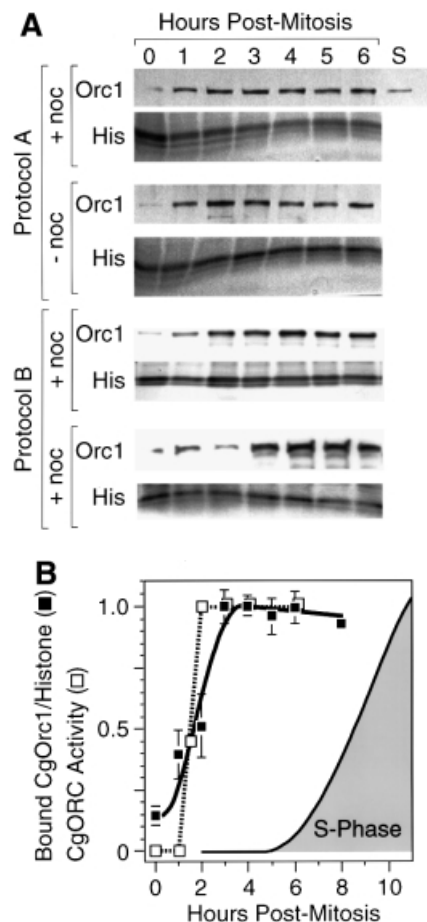 A
Hours Post-Mitosis
0 1 2 3 4 5 6 S
Protocol A
+ noc
Orc1
His
- noc
Orc1
His
Protocol B
+ noc
Orc1
His
+ noc
Orc1
His
B
Bound CgOrc1/Histone (■)
CgORC Activity (□)
1.0
0.5
0
S-Phase
0 2 4 6 8 10
Hours Post-Mitosis